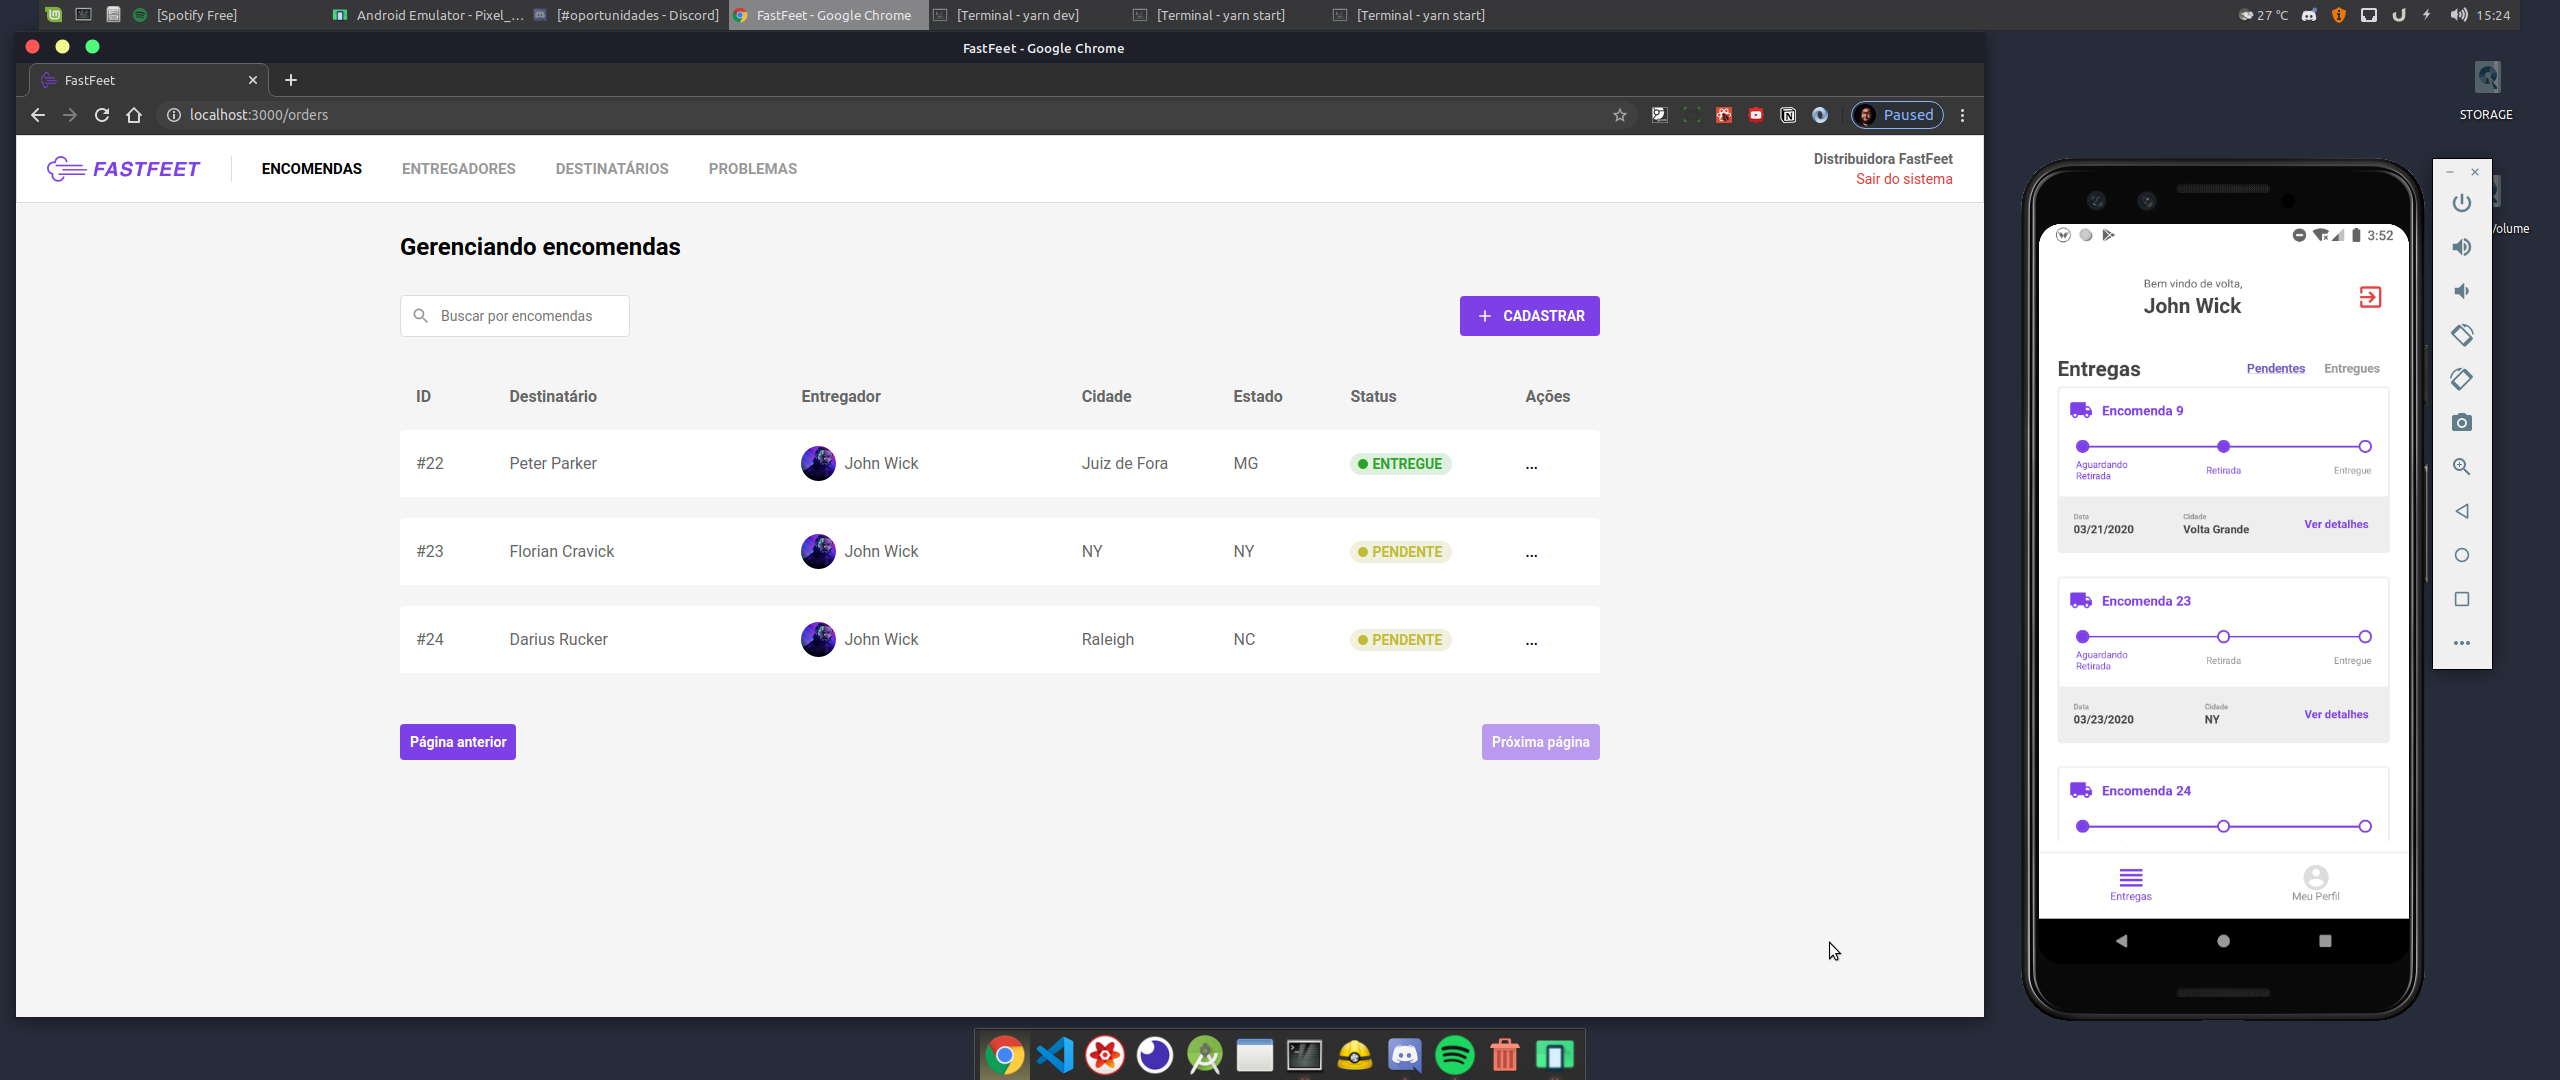 [Spotify Free]
Android Emulator - Pixel_...
[#oportunidades - Discord]
FastFeet - Google Chrome
[Terminal - yarn dev]
[Terminal - yarn start]
[Terminal - yarn start]
27 °C
15:24
FastFeet - Google Chrome
FastFeet
localhost:3000/orders
Paused
FASTFEET
ENCOMENDAS
ENTREGADORES
DESTINATÁRIOS
PROBLEMAS
Distribuidora FastFeet
Sair do sistema
Gerenciando encomendas
Buscar por encomendas
CADASTRAR
ID Destinatário Entregador Cidade Estado Status Ações
#22 Peter Parker John Wick Juiz de Fora MG ENTREGUE ...
#23 Florian Cravick John Wick NY NY PENDENTE ...
#24 Darius Rucker John Wick Raleigh NC PENDENTE ...
Página anterior
Próxima página
STORAGE
Volume
3:52
Bem vindo de volta,
John Wick
Entregas
Pendentes
Entregues
Encomenda 9
Aguardando
Retirada
Retirada
Entregue
Data
03/21/2020
Cidade
Volta Grande
Ver detalhes
Encomenda 23
Aguardando
Retirada
Retirada
Entregue
Data
03/23/2020
Cidade
NY
Ver detalhes
Encomenda 24
Entregas
Meu Perfil